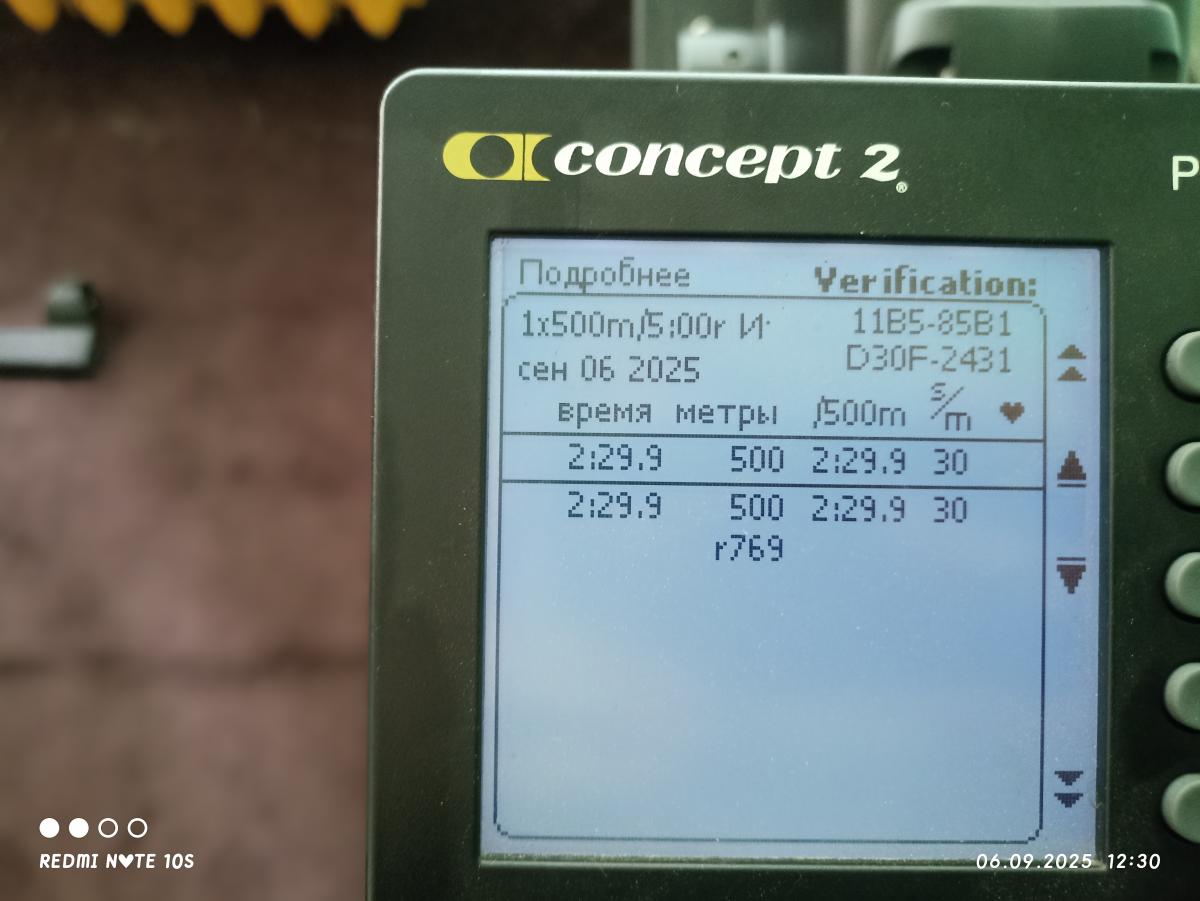 concept 2®
P
Подробнее Verification:
1x500m/5:00r И· 11B5-85B1
сен 06 2025 D30F-2431
время метры /500m s/m ♥
2:29.9 500 2:29.9 30
2:29.9 500 2:29.9 30
r769
REDMI N♥TE 10S
06.09.2025 12:30